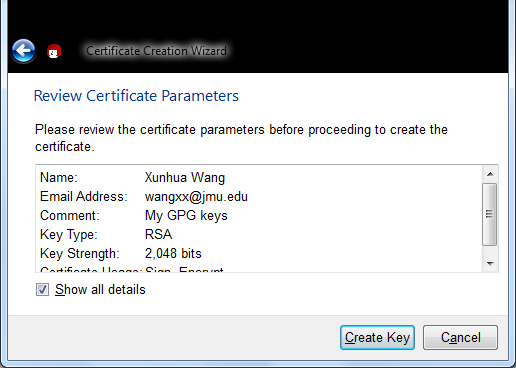 Certificate Creation Wizard
Review Certificate Parameters
Please review the certificate parameters before proceeding to create the
certificate.
Name: Xunhua Wang
Email Address: wangxx@jmu.edu
Comment: My GPG keys
Key Type: RSA
Key Strength: 2,048 bits
Certificate Usage: Sign, Encrypt
Show all details
Create Key Cancel